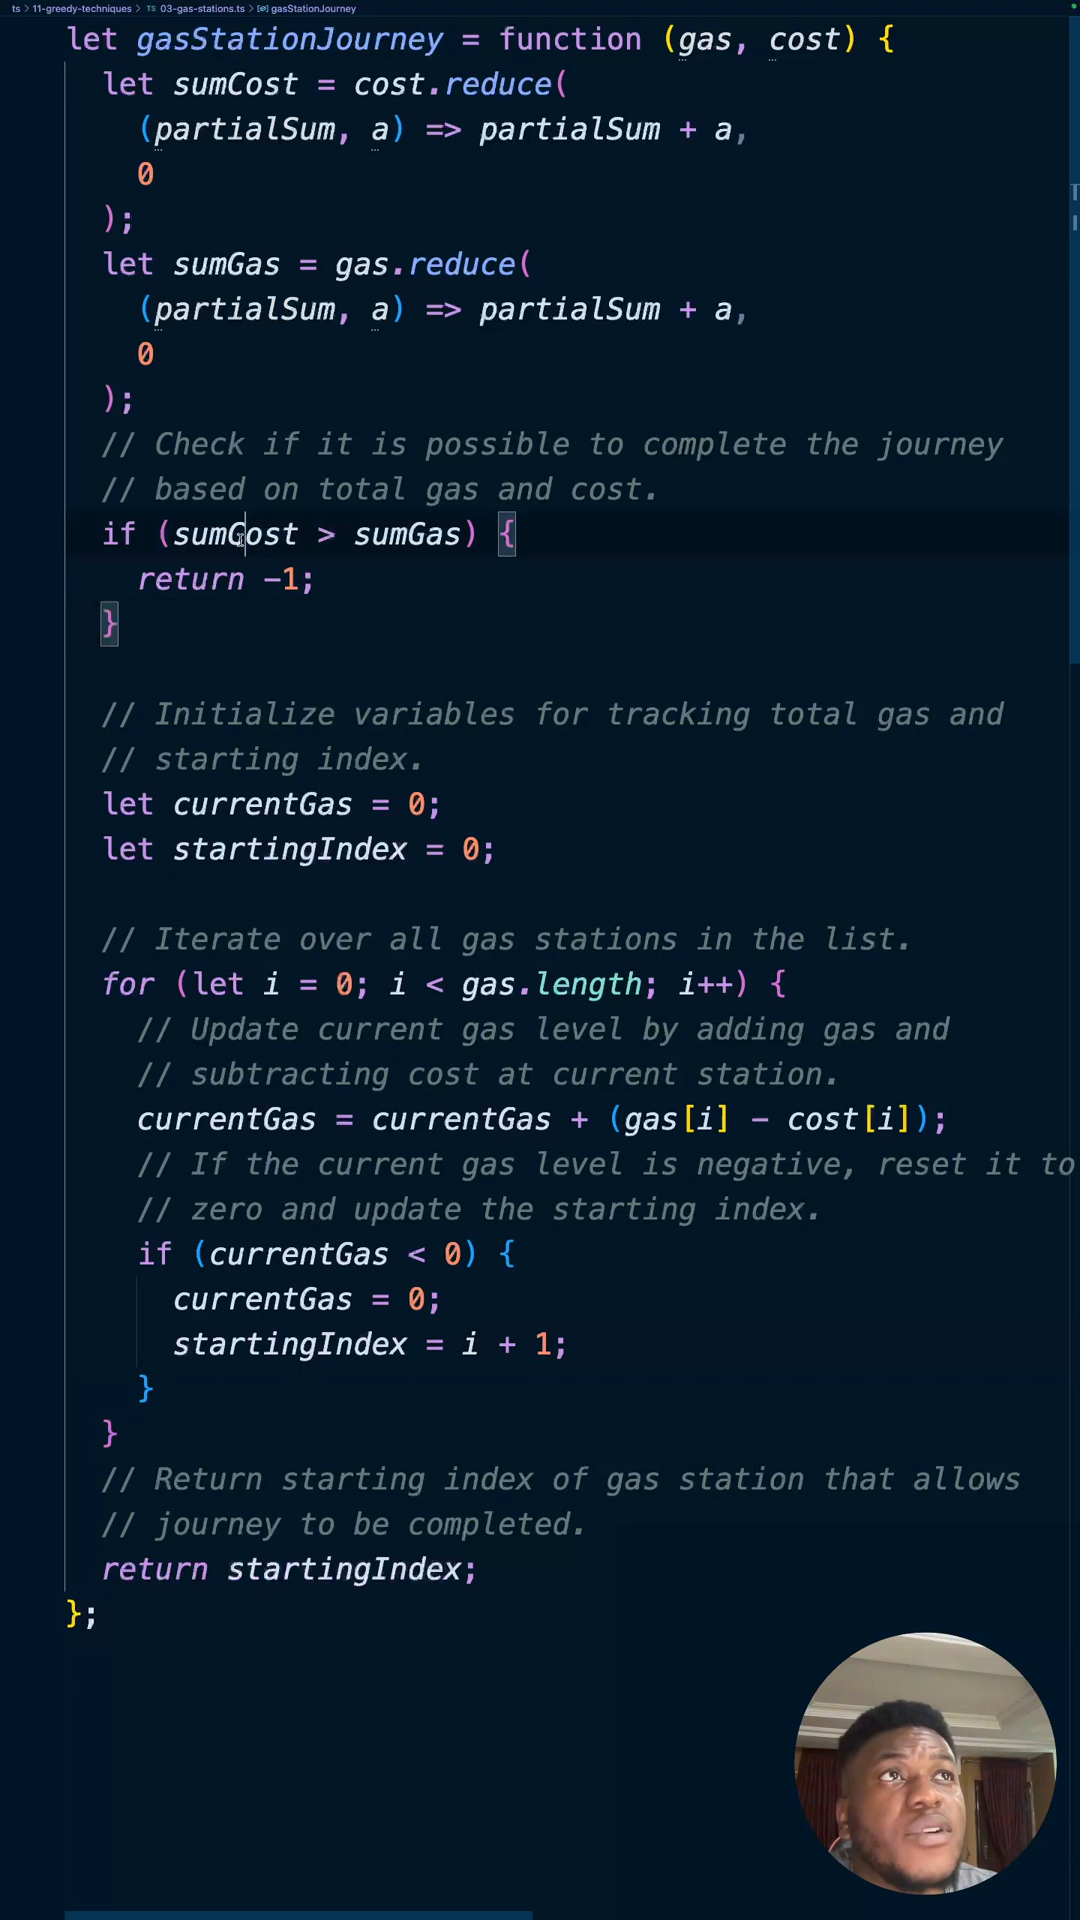 ts > 11-greedy-techniques > TS 03-gas-stations.ts > gasStationJourney
let gasStationJourney = function (gas, cost) {
  let sumCost = cost.reduce(
    (partialSum, a) => partialSum + a,
    0
  );
  let sumGas = gas.reduce(
    (partialSum, a) => partialSum + a,
    0
  );
  // Check if it is possible to complete the journey
  // based on total gas and cost.
  if (sumCost > sumGas) {
    return -1;
  }
  // Initialize variables for tracking total gas and
  // starting index.
  let currentGas = 0;
  let startingIndex = 0;
  // Iterate over all gas stations in the list.
  for (let i = 0; i < gas.length; i++) {
    // Update current gas level by adding gas and
    // subtracting cost at current station.
    currentGas = currentGas + (gas[i] - cost[i]);
    // If the current gas level is negative, reset it to
    // zero and update the starting index.
    if (currentGas < 0) {
      currentGas = 0;
      startingIndex = i + 1;
    }
  }
  // Return starting index of gas station that allows
  // journey to be completed.
  return startingIndex;
};